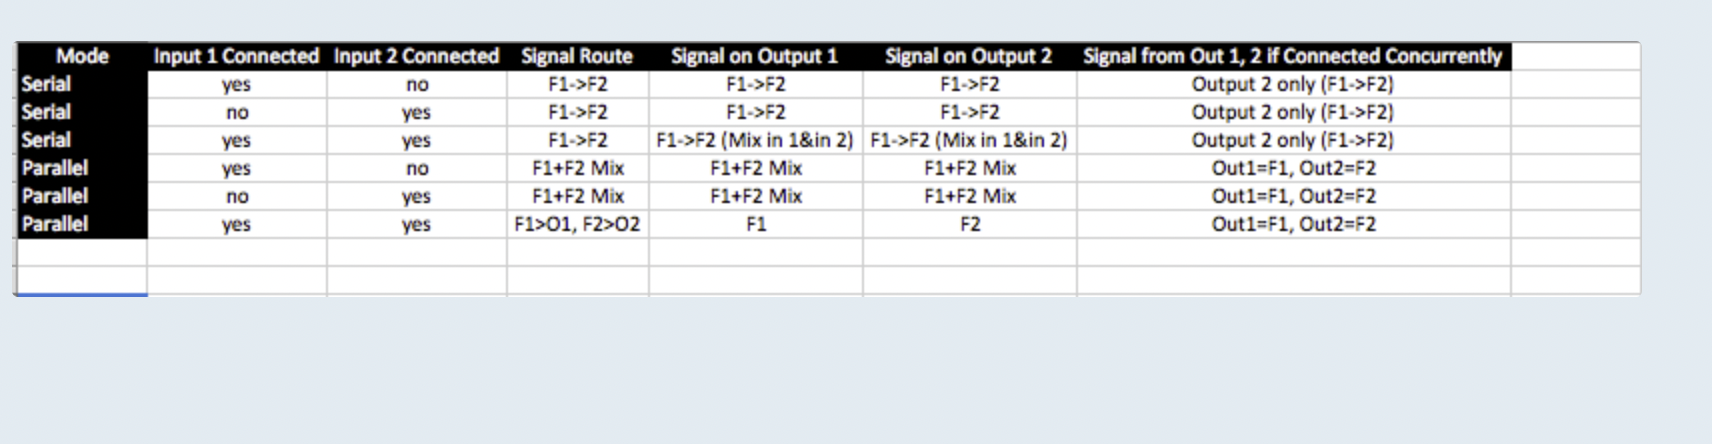 Mode Input 1 Connected Input 2 Connected Signal Route Signal on Output 1 Signal on Output 2 Signal from Out 1, 2 if Connected Concurrently
Serial yes no F1->F2 F1->F2 F1->F2 Output 2 only (F1->F2)
Serial no yes F1->F2 F1->F2 F1->F2 Output 2 only (F1->F2)
Serial yes yes F1->F2 F1->F2 (Mix in 1&in 2) F1->F2 (Mix in 1&in 2) Output 2 only (F1->F2)
Parallel yes no F1+F2 Mix F1+F2 Mix F1+F2 Mix Out1=F1, Out2=F2
Parallel no yes F1+F2 Mix F1+F2 Mix F1+F2 Mix Out1=F1, Out2=F2
Parallel yes yes F1>O1, F2>O2 F1 F2 Out1=F1, Out2=F2